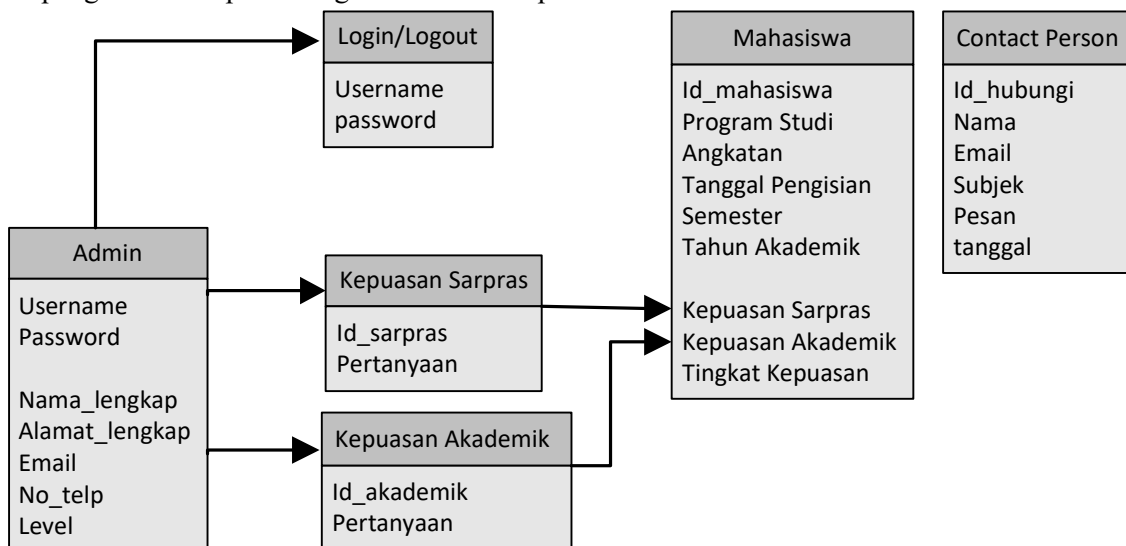 Login/Logout
Username
password
Mahasiswa
Id_mahasiswa
Program Studi
Angkatan
Tanggal Pengisian
Semester
Tahun Akademik
Kepuasan Sarpras
Kepuasan Akademik
Tingkat Kepuasan
Contact Person
Id_hubungi
Nama
Email
Subjek
Pesan
tanggal
Admin
Username
Password
Nama_lengkap
Alamat_lengkap
Email
No_telp
Level
Kepuasan Sarpras
Id_sarpras
Pertanyaan
Kepuasan Akademik
Id_akademik
Pertanyaan